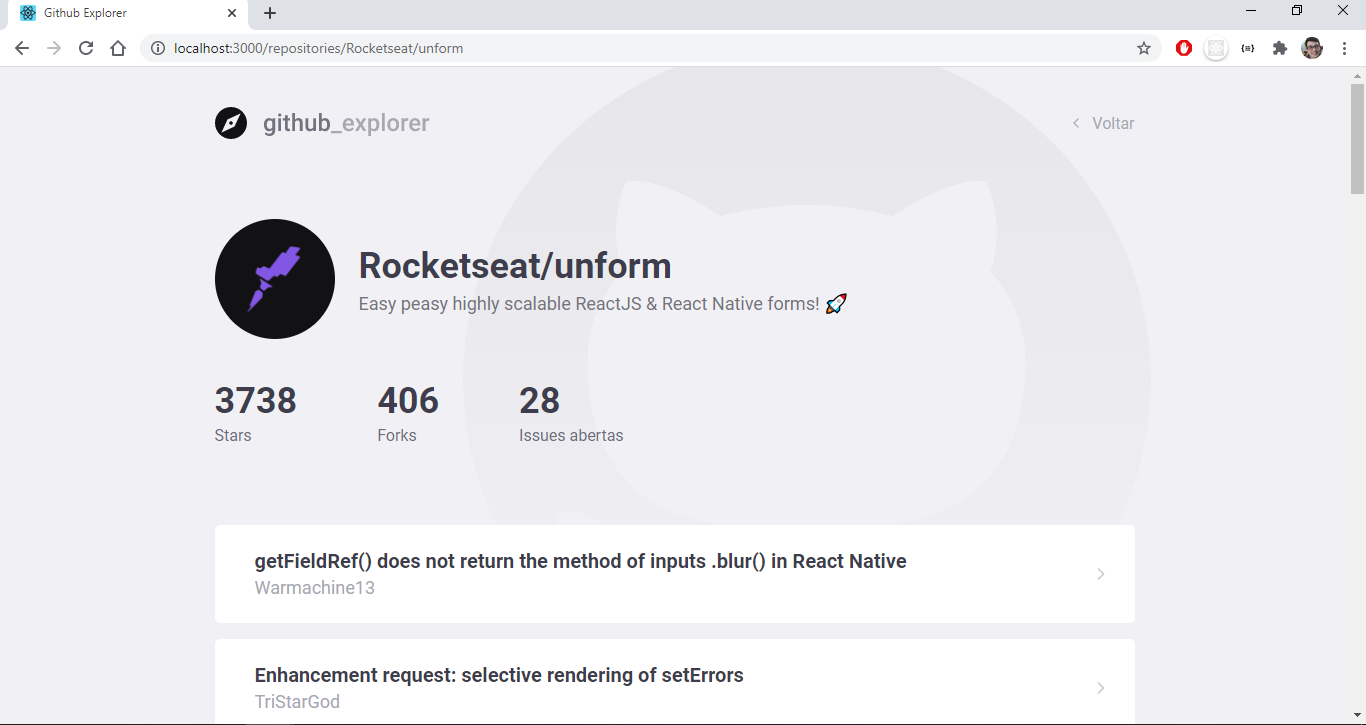 Github Explorer
localhost:3000/repositories/Rocketseat/unform
github_explorer
Voltar
Rocketseat/unform
Easy peasy highly scalable ReactJS & React Native forms! 🚀
3738 406 28
Stars Forks Issues abertas
getFieldRef() does not return the method of inputs .blur() in React Native
Warmachine13
Enhancement request: selective rendering of setErrors
TriStarGod